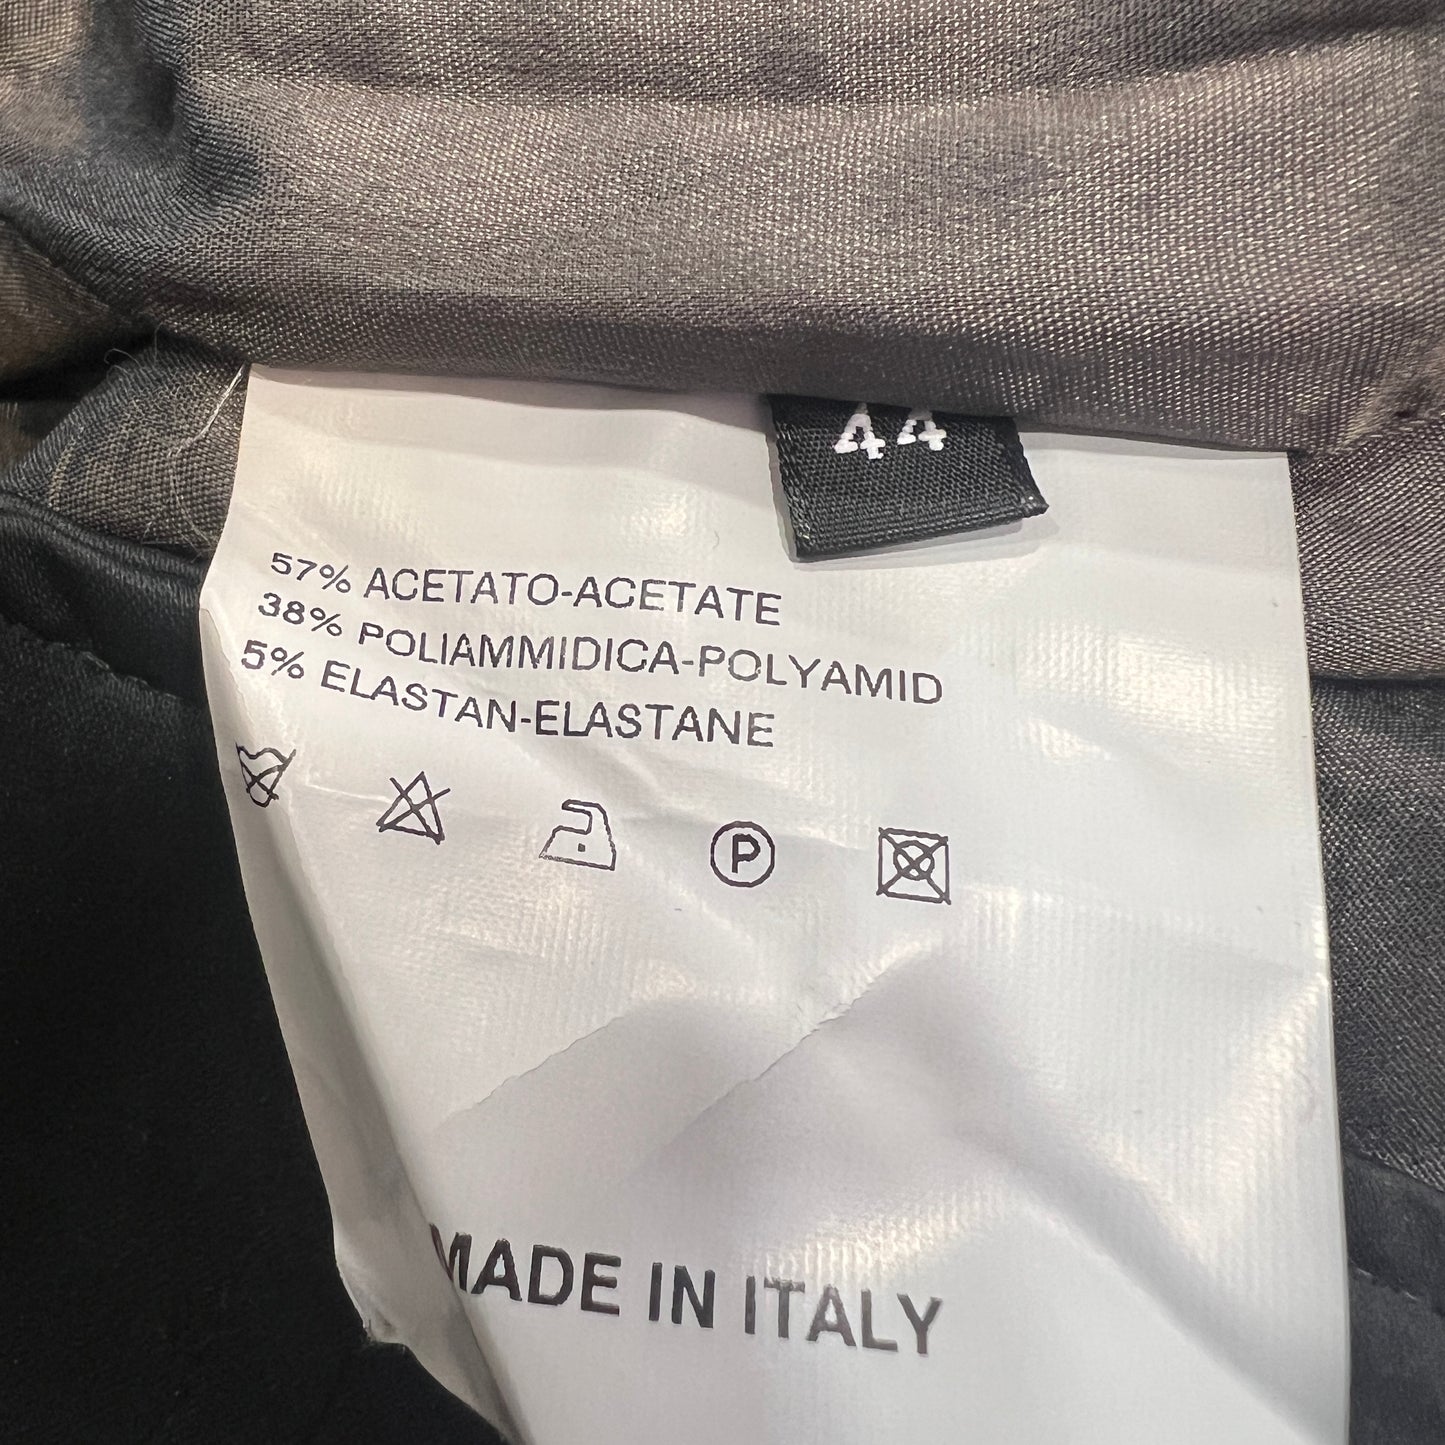 44
57% ACETATO-ACETATE
38% POLIAMMIDICA-POLYAMID
5% ELASTAN-ELASTANE
P
MADE IN ITALY